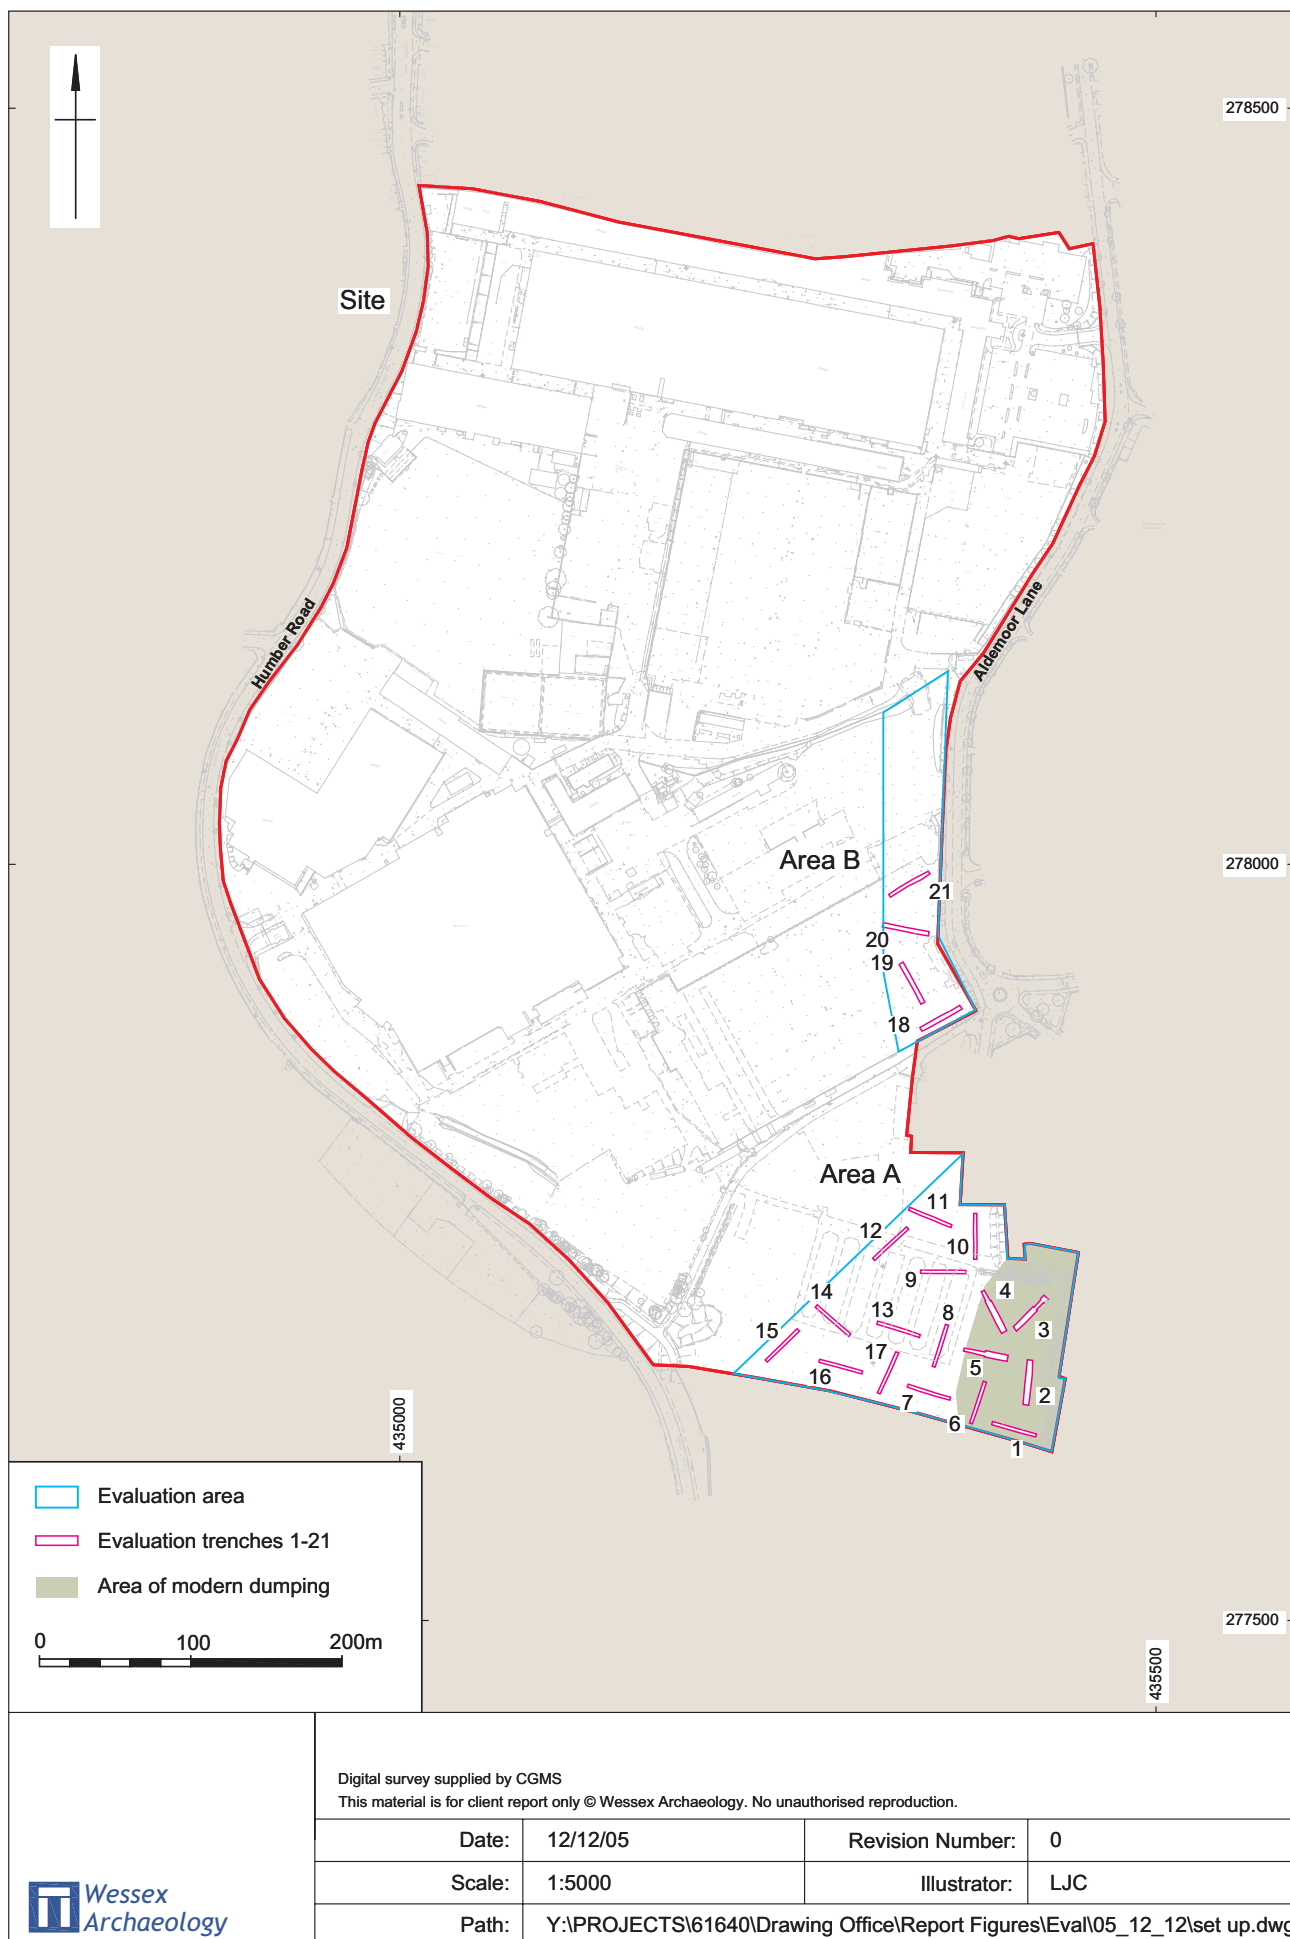 278500
Site
Humber Road
Aldemoor Lane
Area B
278000
21
20
19
18
Area A
11
12
10
9
14
4
3
13
8
15
17
5
16
2
7
6
1
435000
435500
277500
Evaluation area
Evaluation trenches 1-21
Area of modern dumping
0 100 200m
Digital survey supplied by CGMS
This material is for client report only © Wessex Archaeology. No unauthorised reproduction.
Date: 12/12/05 Revision Number: 0
Scale: 1:5000 Illustrator: LJC
Path: Y:\PROJECTS\61640\Drawing Office\Report Figures\Eval\05_12_12\set up.dwg
Wessex
Archaeology